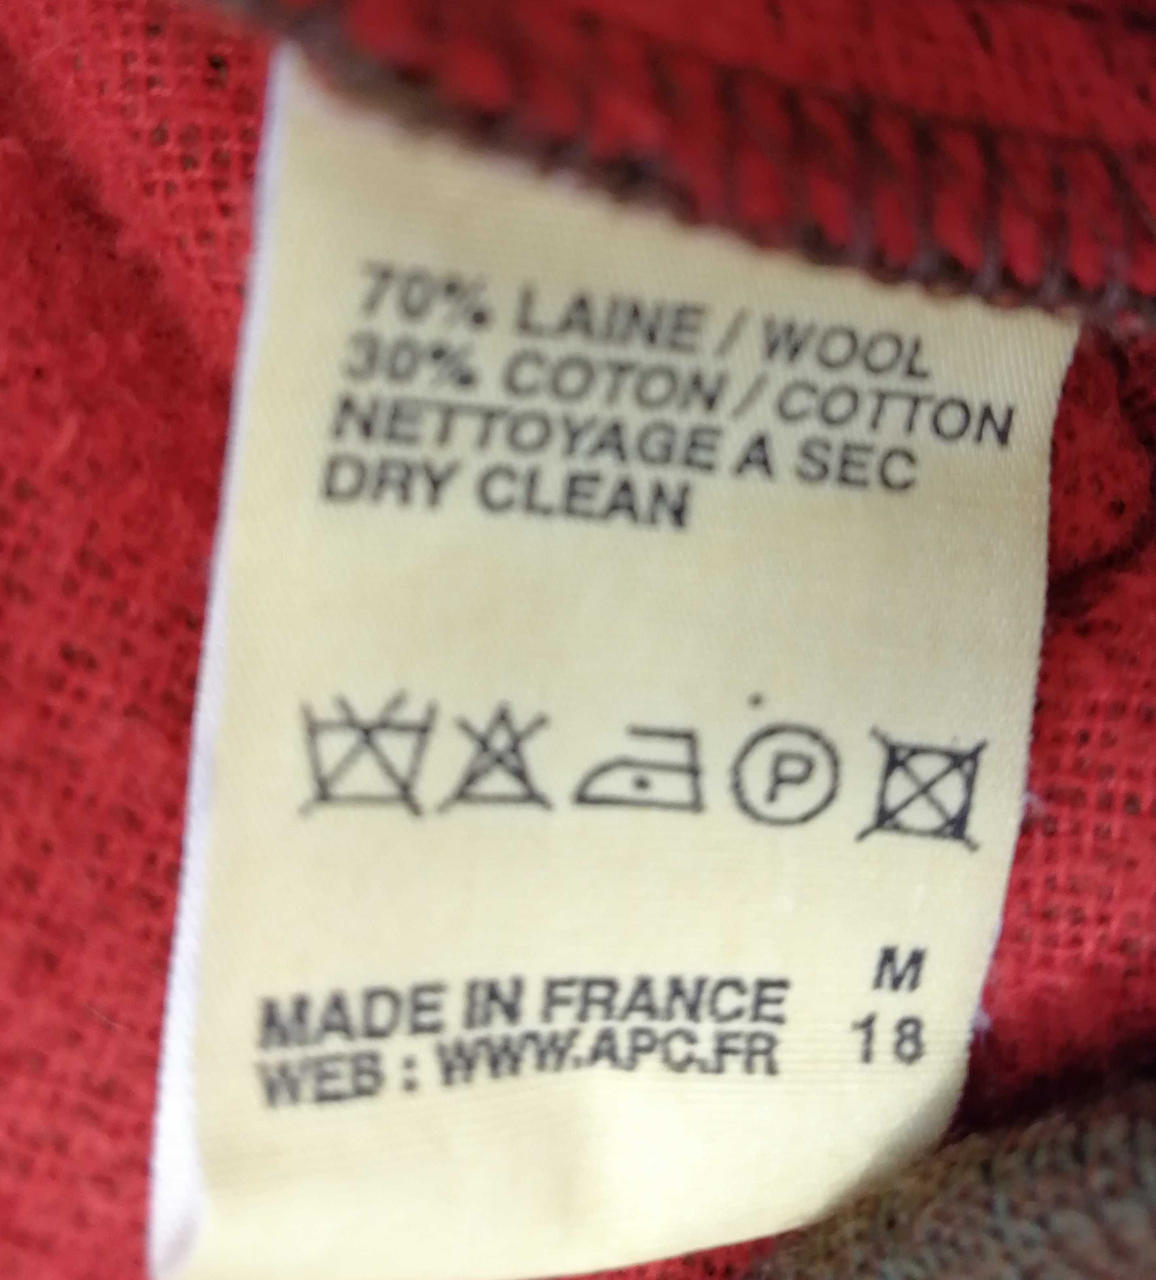 70% LAINE / WOOL
30% COTON / COTTON
NETTOYAGE A SEC
DRY CLEAN
P
M
MADE IN FRANCE
18
WEB : WWW.APC.FR